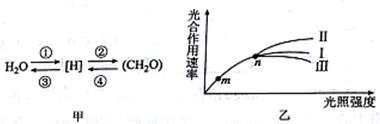 ① ②
H₂O [H] (CH₂O)
③ ④
甲
光合作用速率
II
I
III
n
m
光照强度
乙